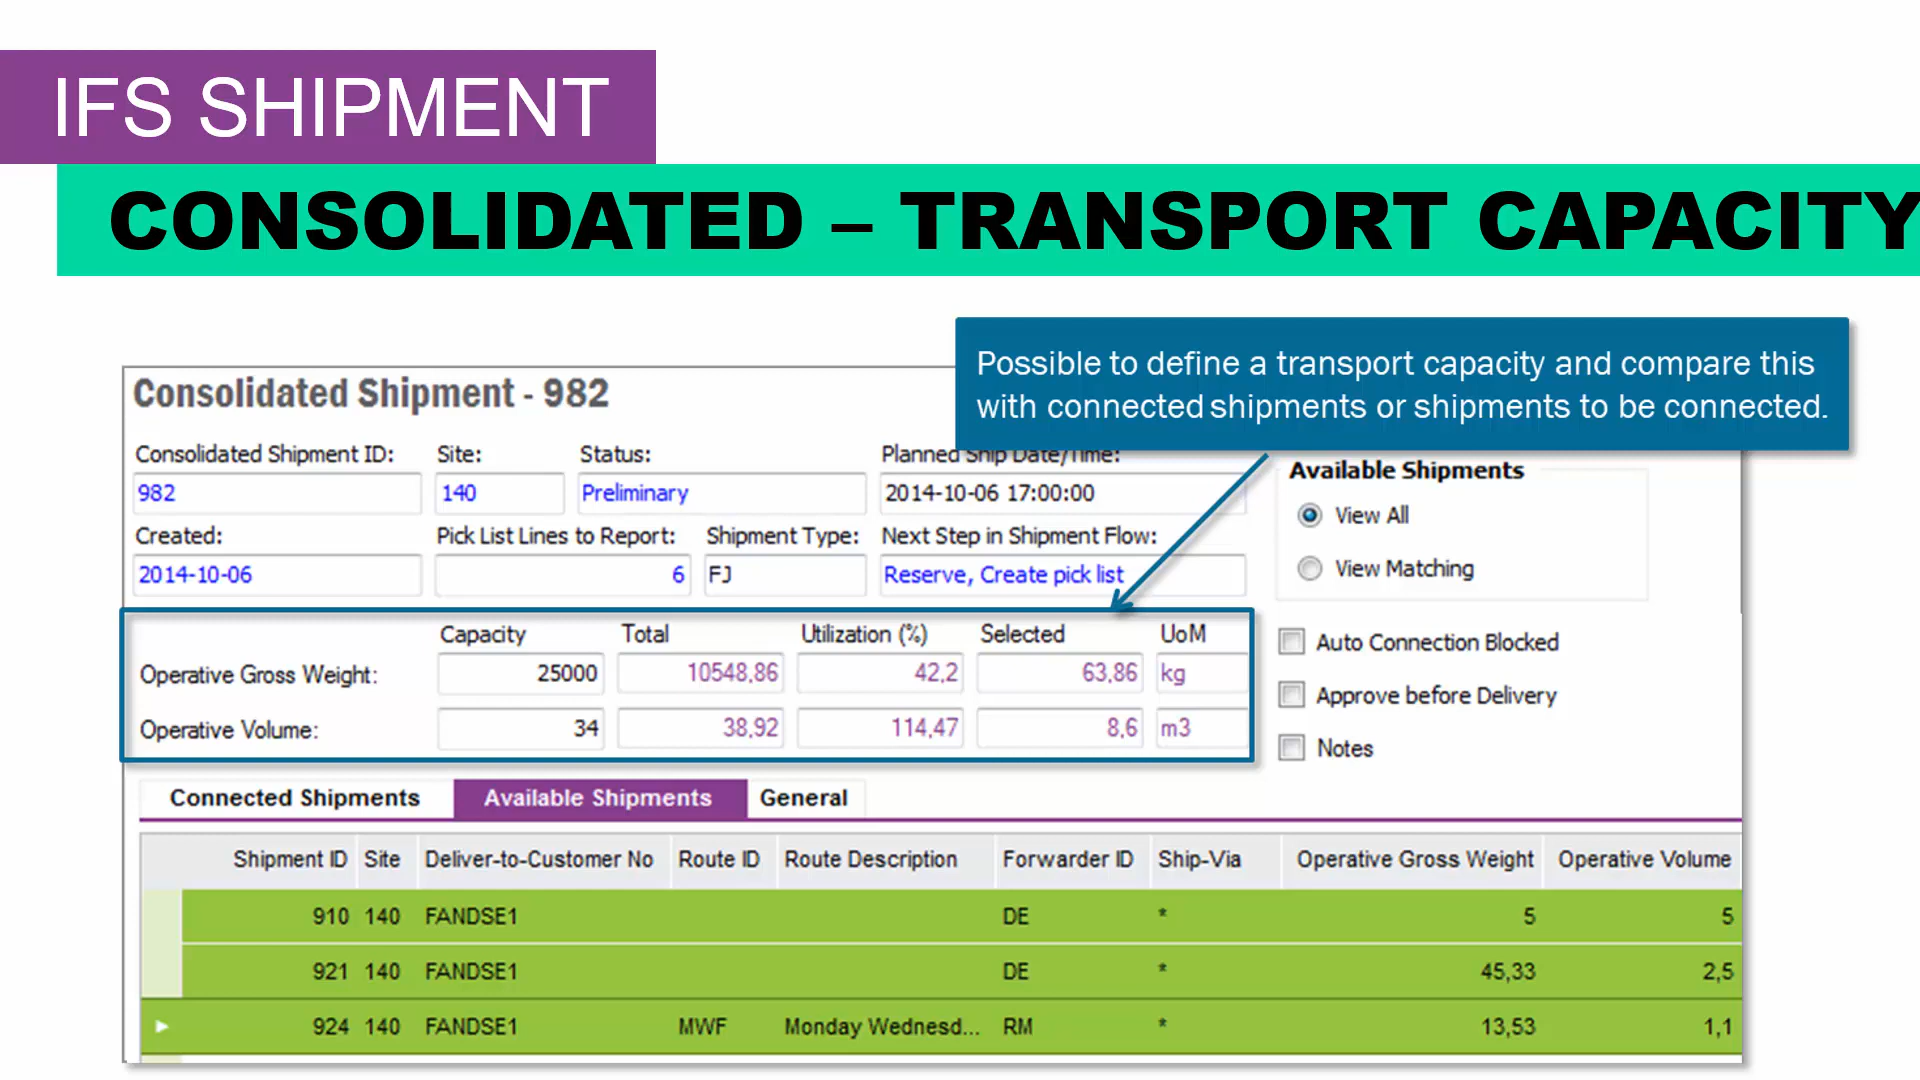 IFS SHIPMENT
CONSOLIDATED – TRANSPORT CAPACITY
Possible to define a transport capacity and compare this
with connected shipments or shipments to be connected.
Consolidated Shipment - 982
Consolidated Shipment ID: Site: Status: Planned Ship Date/Time:
982 140 Preliminary 2014-10-06 17:00:00
Created: Pick List Lines to Report: Shipment Type: Next Step in Shipment Flow:
2014-10-06 6 FJ Reserve, Create pick list
Available Shipments
View All
View Matching
Auto Connection Blocked
Approve before Delivery
Notes
Capacity Total Utilization (%) Selected UoM
Operative Gross Weight: 25000 10548,86 42,2 63,86 kg
Operative Volume: 34 38,92 114,47 8,6 m3
Connected Shipments Available Shipments General
Shipment ID Site Deliver-to-Customer No Route ID Route Description Forwarder ID Ship-Via Operative Gross Weight Operative Volume
910 140 FANDSE1 DE * 5 5
921 140 FANDSE1 DE * 45,33 2,5
924 140 FANDSE1 MWF Monday Wednesd... RM * 13,53 1,1